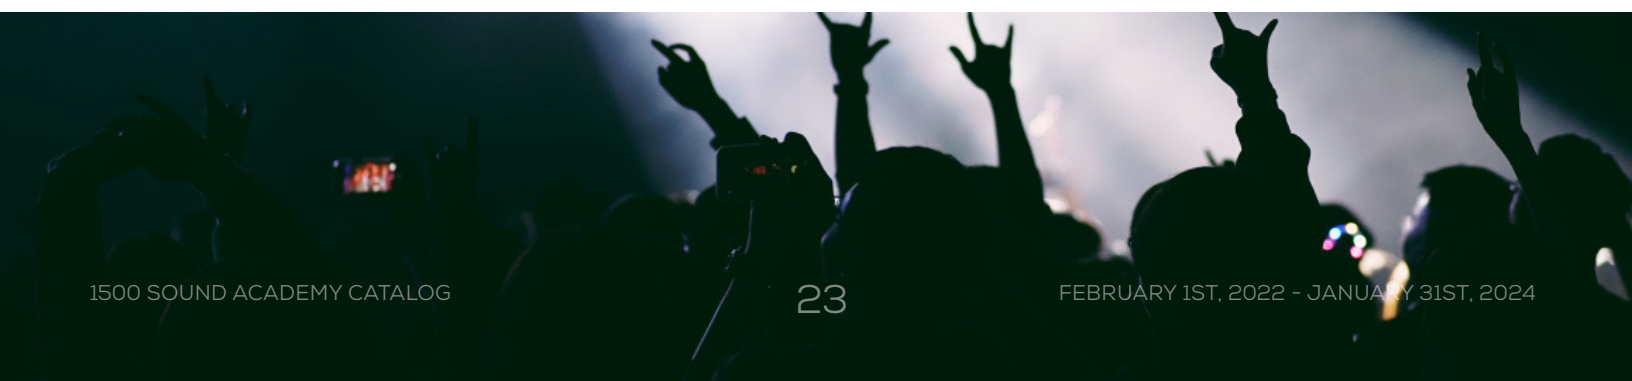 1500 SOUND ACADEMY CATALOG
23
FEBRUARY 1ST, 2022 - JANUARY 31ST, 2024